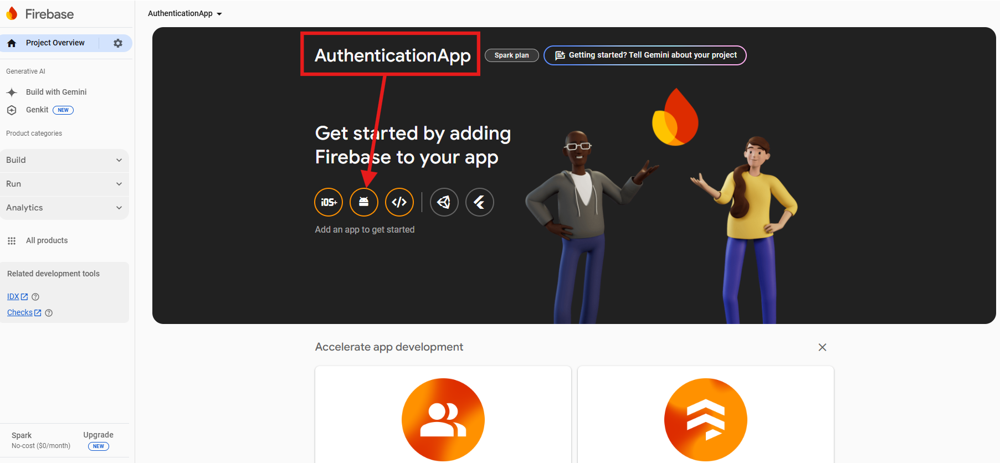 Firebase
Project Overview
Generative AI
Build with Gemini
Genkit NEW
Product categories
Build
Run
Analytics
All products
Related development tools
IDX
Checks
Spark
No-cost ($0/month)
Upgrade
NEW
AuthenticationApp
AuthenticationApp
Spark plan
Getting started? Tell Gemini about your project
Get started by adding
Firebase to your app
iOS+
</>
Add an app to get started
Accelerate app development